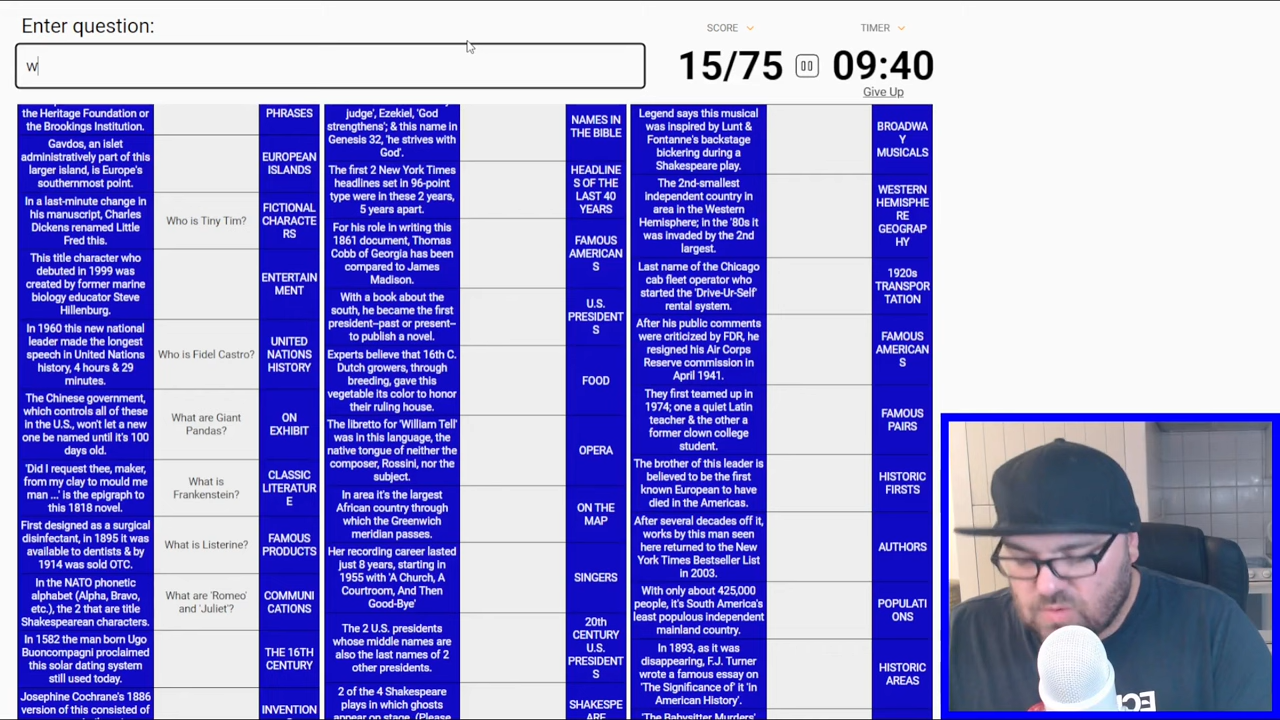 Enter question:
SCORE
TIMER
W
15/75
09:40
Give Up
the Heritage Foundation or
the Brookings Institution.
PHRASES
Gavdos, an islet
administratively part of this
larger island, is Europe's
southernmost point.
EUROPEAN
ISLANDS
In a last-minute change in
his manuscript, Charles
Dickens renamed Little
Fred this.
Who is Tiny Tim?
FICTIONAL
CHARACTE
RS
This title character who
debuted in 1999 was
created by former marine
biology educator Steve
Hillenburg.
ENTERTAIN
MENT
In 1960 this new national
leader made the longest
speech in United Nations
history, 4 hours & 29
minutes.
Who is Fidel Castro?
UNITED
NATIONS
HISTORY
The Chinese government,
which controls all of these
in the U.S., won't let a new
one be named until it's 100
days old.
What are Giant
Pandas?
ON
EXHIBIT
'Did I request thee, maker,
from my clay to mould me
man ...' is the epigraph to
this 1818 novel.
What is
Frankenstein?
CLASSIC
LITERATUR
E
First designed as a surgical
disinfectant, in 1895 it was
available to dentists & by
1914 was sold OTC.
What is Listerine?
FAMOUS
PRODUCTS
In the NATO phonetic
alphabet (Alpha, Bravo,
etc.), the 2 that are title
Shakespearean characters.
What are 'Romeo'
and 'Juliet'?
COMMUNI
CATIONS
In 1582 the man born Ugo
Buoncompagni proclaimed
this solar dating system
still used today.
THE 16TH
CENTURY
Josephine Cochrane's 1886
version of this consisted of
INVENTION
judge', Ezekiel, 'God
strengthens'; & this name in
Genesis 32, 'he strives with
God'.
NAMES IN
THE BIBLE
The first 2 New York Times
headlines set in 96-point
type were in these 2 years,
5 years apart.
HEADLINE
S OF THE
LAST 40
YEARS
For his role in writing this
1861 document, Thomas
Cobb of Georgia has been
compared to James
Madison.
FAMOUS
AMERICAN
S
With a book about the
south, he became the first
president--past or present--
to publish a novel.
U.S.
PRESIDENT
S
Experts believe that 16th C.
Dutch growers, through
breeding, gave this
vegetable its color to honor
their ruling house.
FOOD
The libretto for 'William Tell'
was in this language, the
native tongue of neither the
composer, Rossini, nor the
subject.
OPERA
In area it's the largest
African country through
which the Greenwich
meridian passes.
ON THE
MAP
Her recording career lasted
just 8 years, starting in
1955 with 'A Church, A
Courtroom, And Then
Good-Bye'
SINGERS
The 2 U.S. presidents
whose middle names are
also the last names of 2
other presidents.
20th
CENTURY
U.S.
PRESIDENT
S
2 of the 4 Shakespeare
plays in which ghosts
appear on stage. (Please
SHAKESPE
ARE
Legend says this musical
was inspired by Lunt &
Fontanne's backstage
bickering during a
Shakespeare play.
BROADWA
Y
MUSICALS
The 2nd-smallest
independent country in
area in the Western
Hemisphere; in the '80s it
was invaded by the 2nd
largest.
WESTERN
HEMISPHE
RE
GEOGRAP
HY
Last name of the Chicago
cab fleet operator who
started the 'Drive-Ur-Self'
rental system.
1920s
TRANSPOR
TATION
After his public comments
were criticized by FDR, he
resigned his Air Corps
Reserve commission in
April 1941.
FAMOUS
AMERICAN
S
They first teamed up in
1974; one a quiet Latin
teacher & the other a
former clown college
student.
FAMOUS
PAIRS
The brother of this leader is
believed to be the first
known European to have
died in the Americas.
HISTORIC
FIRSTS
After several decades off it,
works by this man seen
here returned to the New
York Times Bestseller List
in 2003.
AUTHORS
With only about 425,000
people, it's South America's
least populous independent
mainland country.
POPULATI
ONS
In 1893, as it was
disappearing, F.J. Turner
wrote a famous essay on
'The Significance of' it 'in
American History'.
HISTORIC
AREAS
'The Babysitter Murders'